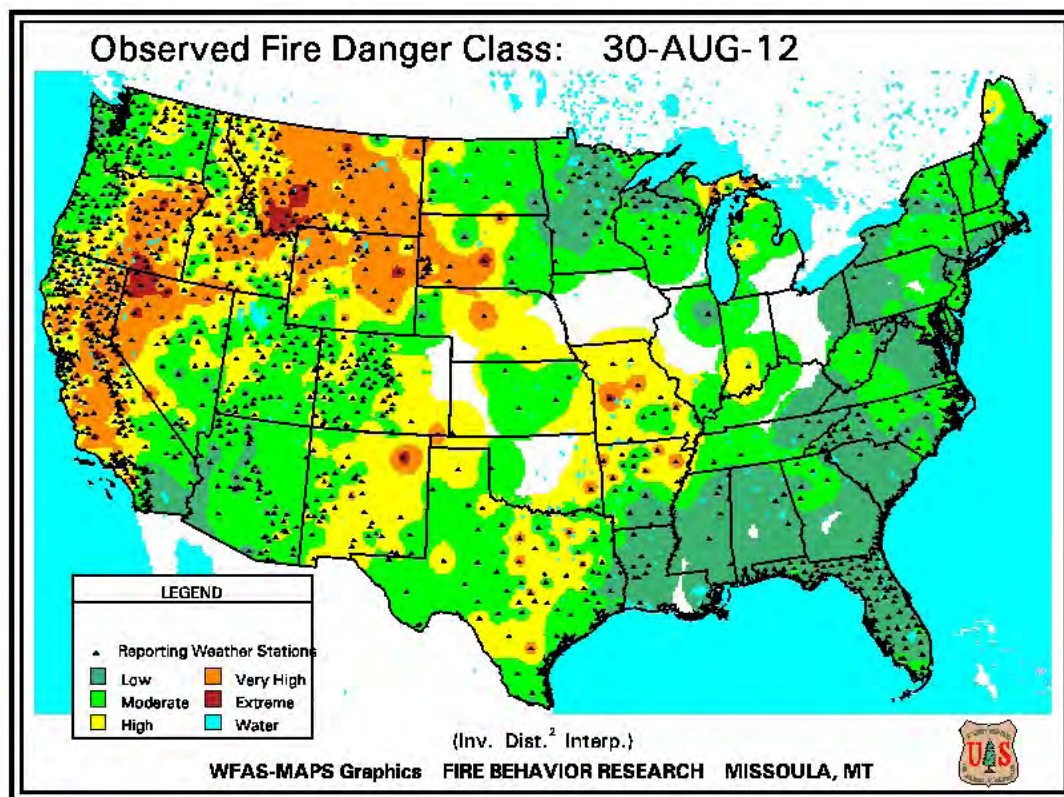 Observed Fire Danger Class: 30-AUG-12
LEGEND
Reporting Weather Stations
Low
Very High
Moderate
Extreme
High
Water
(Inv. Dist.² Interp.)
WFAS-MAPS Graphics FIRE BEHAVIOR RESEARCH MISSOULA, MT
U S